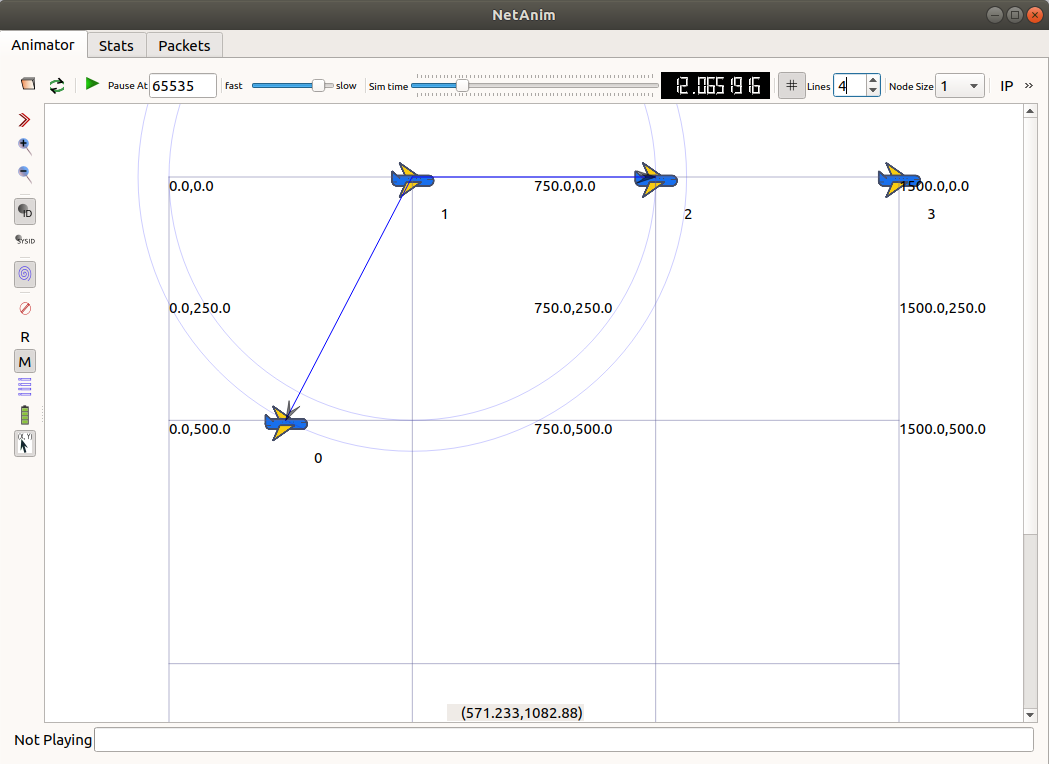 NetAnim
Animator Stats Packets
Pause At 65535 fast slow Sim time 12.0651916 # Lines 4 Node Size 1 IP »
ID
SYSID
R
M
(X, Y)
0.0,0.0 750.0,0.0 1500.0,0.0
1 2 3
0.0,250.0 750.0,250.0 1500.0,250.0
0.0,500.0 750.0,500.0 1500.0,500.0
0
(571.233,1082.88)
Not Playing